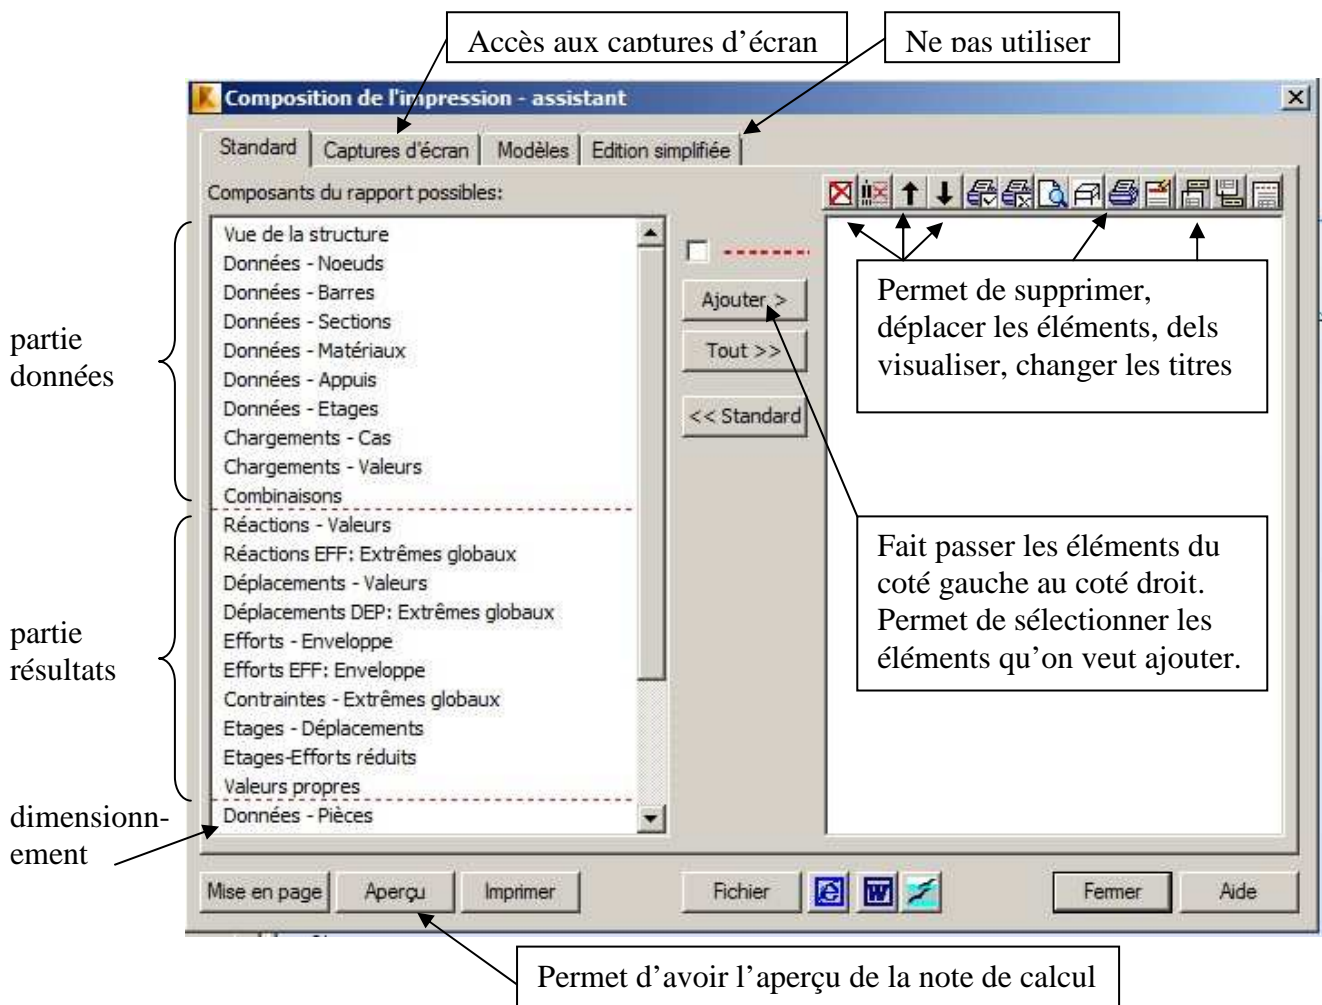 Accès aux captures d’écran
Ne pas utiliser
Composition de l'impression - assistant
Standard
Captures d'écran
Modèles
Edition simplifiée
Composants du rapport possibles:
Vue de la structure
Données - Noeuds
Données - Barres
Données - Sections
Données - Matériaux
Données - Appuis
Données - Etages
Chargements - Cas
Chargements - Valeurs
Combinaisons
Réactions - Valeurs
Réactions EFF: Extrêmes globaux
Déplacements - Valeurs
Déplacements DEP: Extrêmes globaux
Efforts - Enveloppe
Efforts EFF: Enveloppe
Contraintes - Extrêmes globaux
Etages - Déplacements
Etages-Efforts réduits
Valeurs propres
Données - Pièces
partie
données
partie
résultats
dimensionn-
ement
Ajouter >
Tout >>
<< Standard
Permet de supprimer,
déplacer les éléments, dels
visualiser, changer les titres
Fait passer les éléments du
coté gauche au coté droit.
Permet de sélectionner les
éléments qu’on veut ajouter.
Mise en page
Aperçu
Imprimer
Fichier
Fermer
Aide
Permet d’avoir l’aperçu de la note de calcul